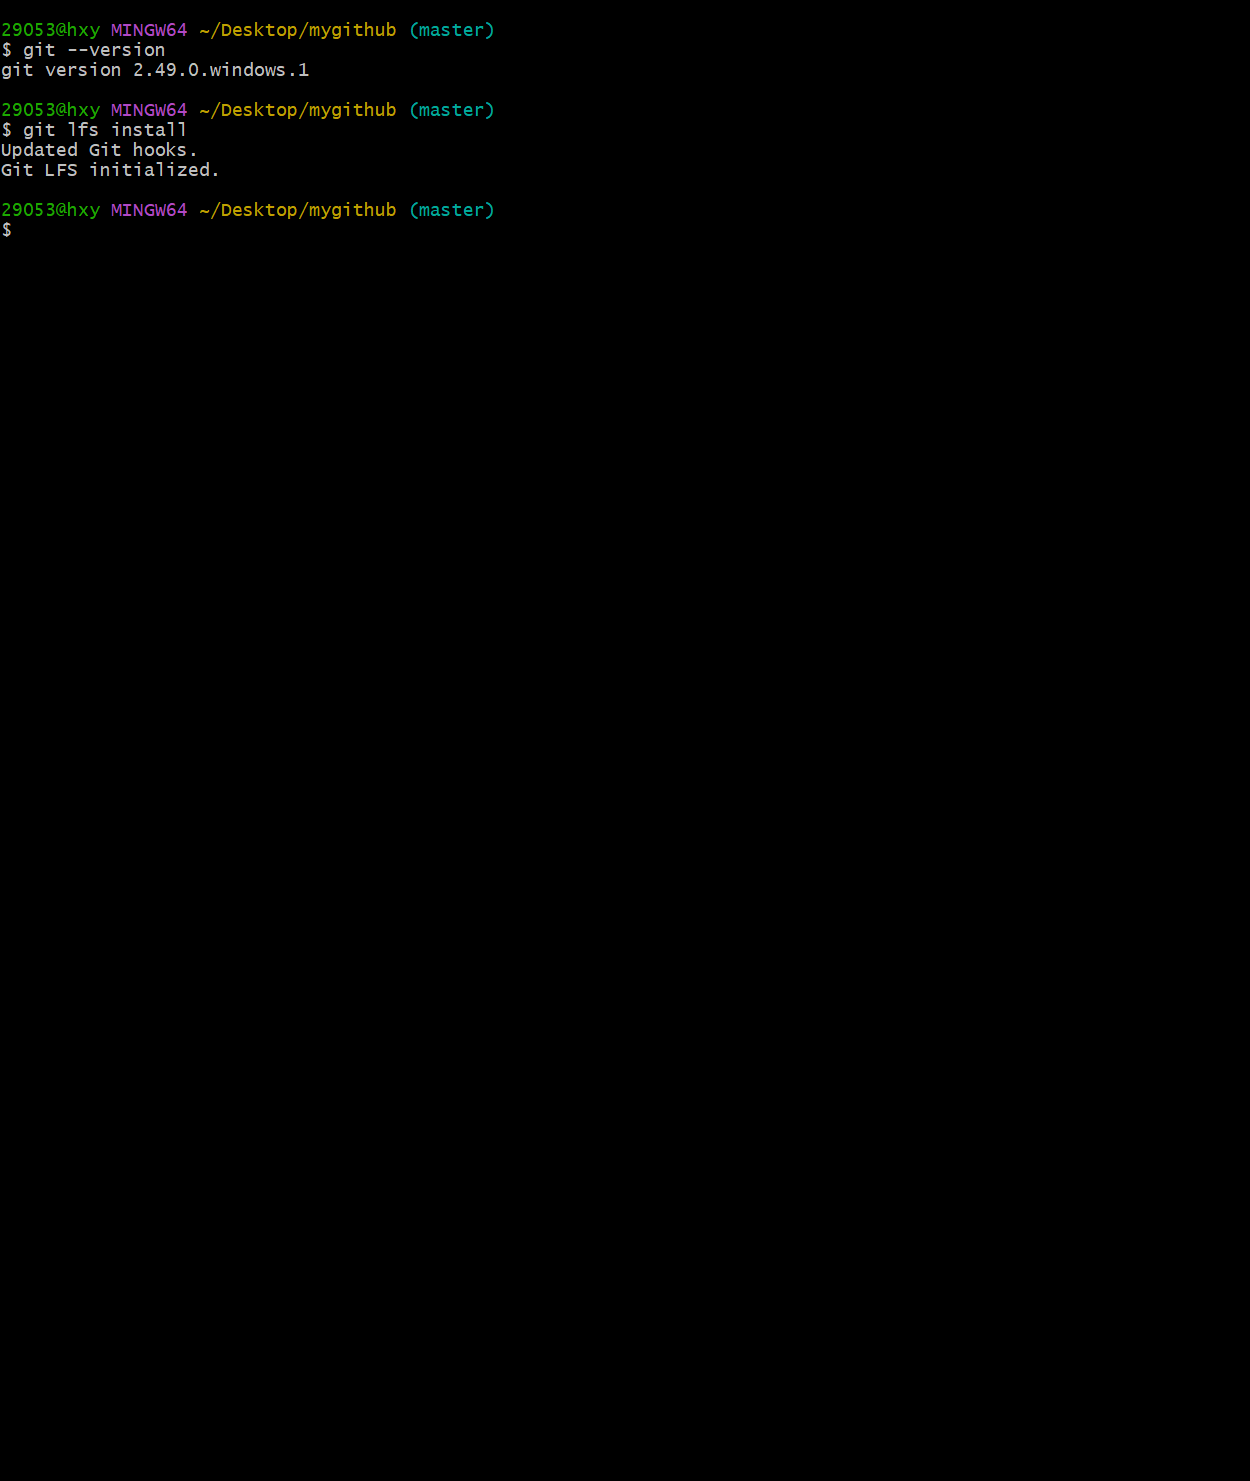 29053@hxy MINGW64 ~/Desktop/mygithub (master)
$ git --version
git version 2.49.0.windows.1
29053@hxy MINGW64 ~/Desktop/mygithub (master)
$ git lfs install
Updated Git hooks.
Git LFS initialized.
29053@hxy MINGW64 ~/Desktop/mygithub (master)
$